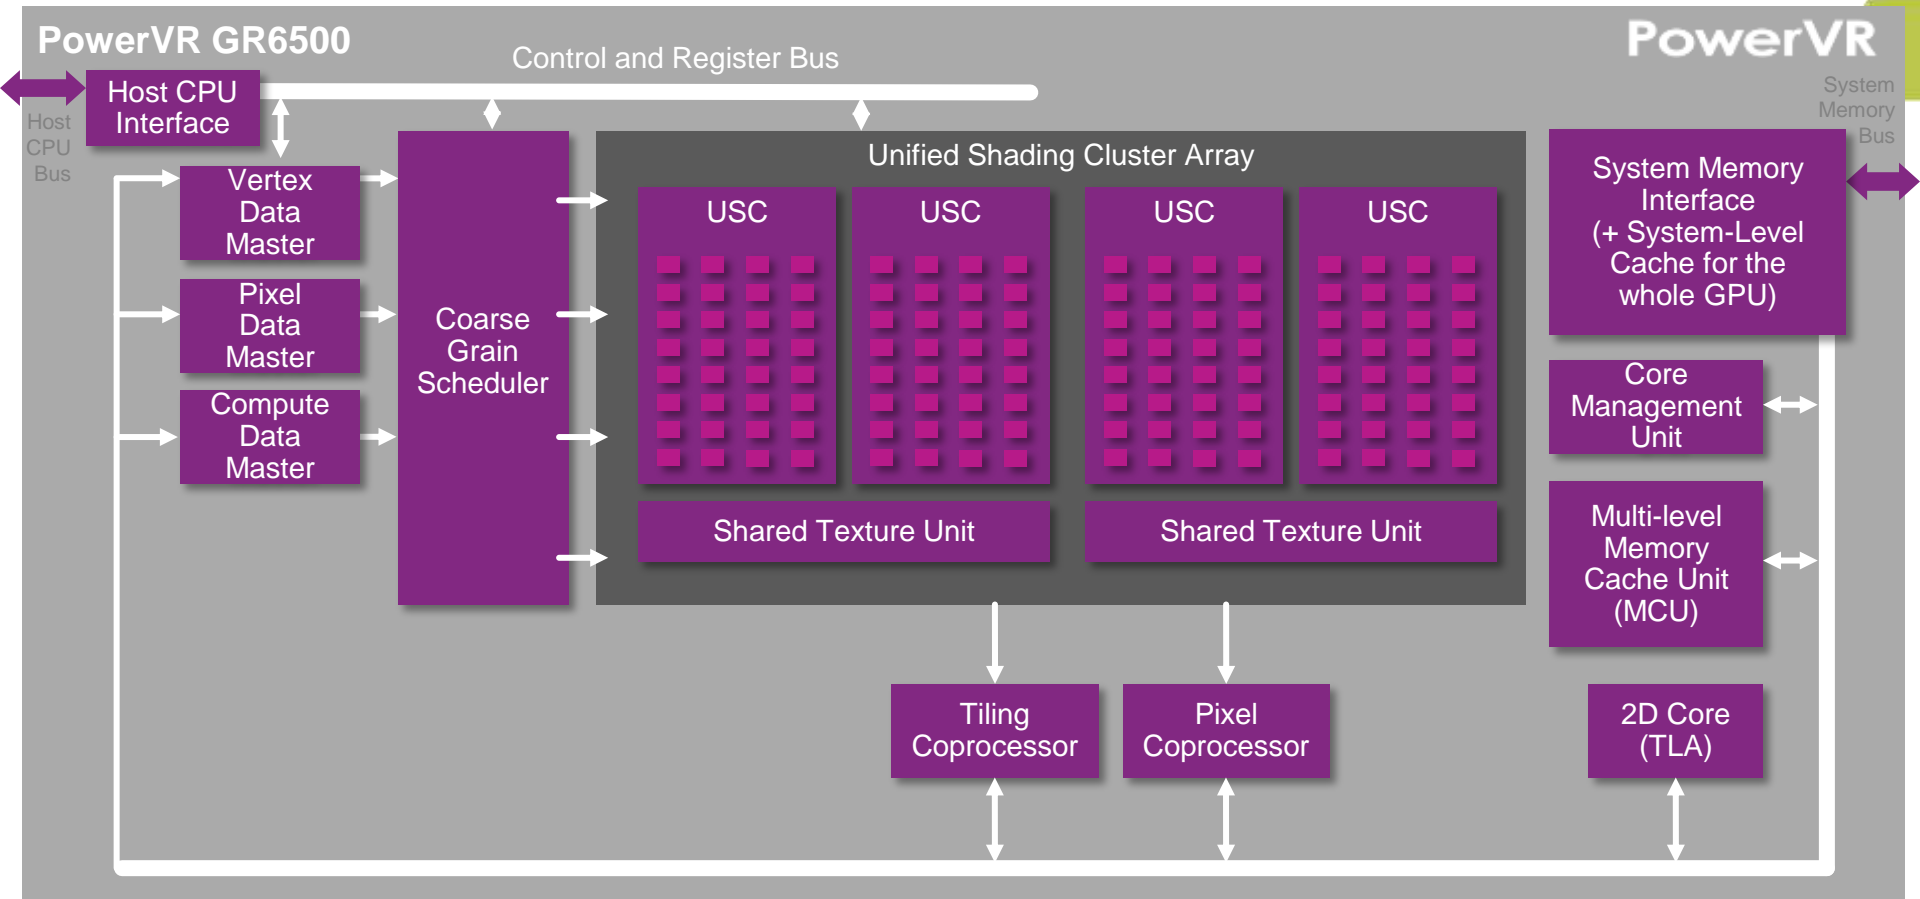 PowerVR GR6500
PowerVR
Control and Register Bus
Host CPU
Interface
Host
CPU
Bus
System
Memory
Bus
Vertex
Data
Master
Pixel
Data
Master
Compute
Data
Master
Coarse
Grain
Scheduler
Unified Shading Cluster Array
USC
USC
USC
USC
Shared Texture Unit
Shared Texture Unit
System Memory
Interface
(+ System-Level
Cache for the
whole GPU)
Core
Management
Unit
Multi-level
Memory
Cache Unit
(MCU)
Tiling
Coprocessor
Pixel
Coprocessor
2D Core
(TLA)